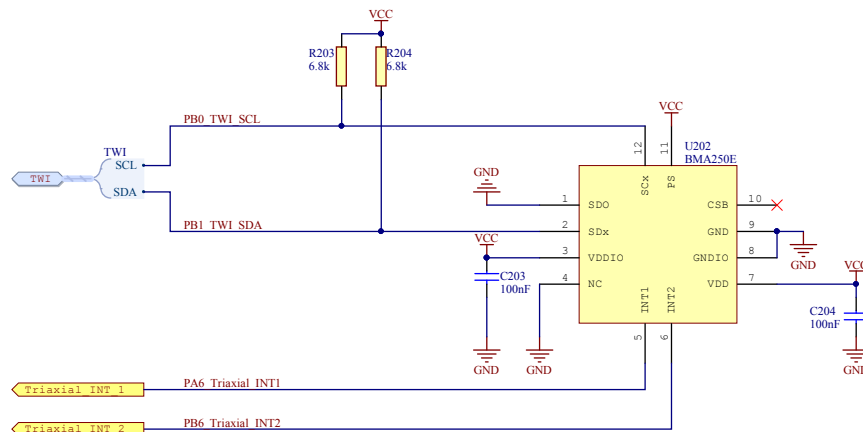 VCC
R203
6.8k
R204
6.8k
PB0_TWI_SCL
VCC
TWI
SCL
TWI
SDA
PB1_TWI_SDA
U202
BMA250E
12
11
SCx
PS
GND
1
SDO
CSB
10
2
SDx
GND
9
VCC
3
VDDIO
GNDIO
8
GND
C203
100nF
4
NC
VDD
7
VCC
INT1
INT2
C204
100nF
5
6
GND
GND
GND
Triaxial_INT_1
PA6_Triaxial_INT1
Triaxial_INT_2
PB6_Triaxial_INT2